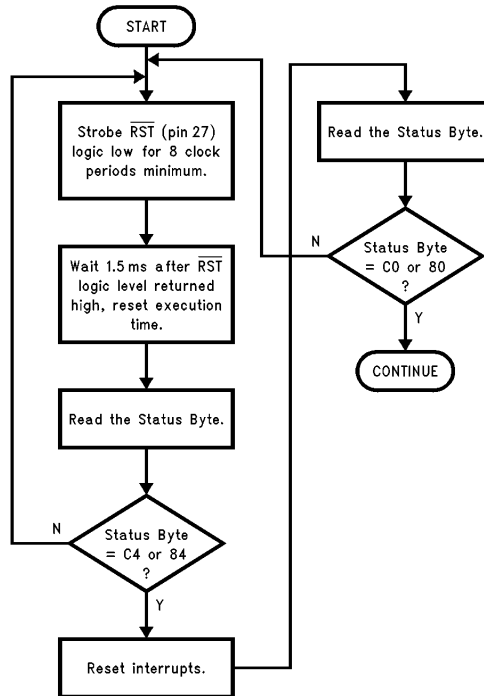 START
Strobe R̅S̅T̅ (pin 27)
logic low for 8 clock
periods minimum.
Wait 1.5 ms after R̅S̅T̅
logic level returned
high, reset execution
time.
Read the Status Byte.
N
Status Byte
= C4 or 84
?
Y
Reset interrupts.
Read the Status Byte.
N
Status Byte
= C0 or 80
?
Y
CONTINUE